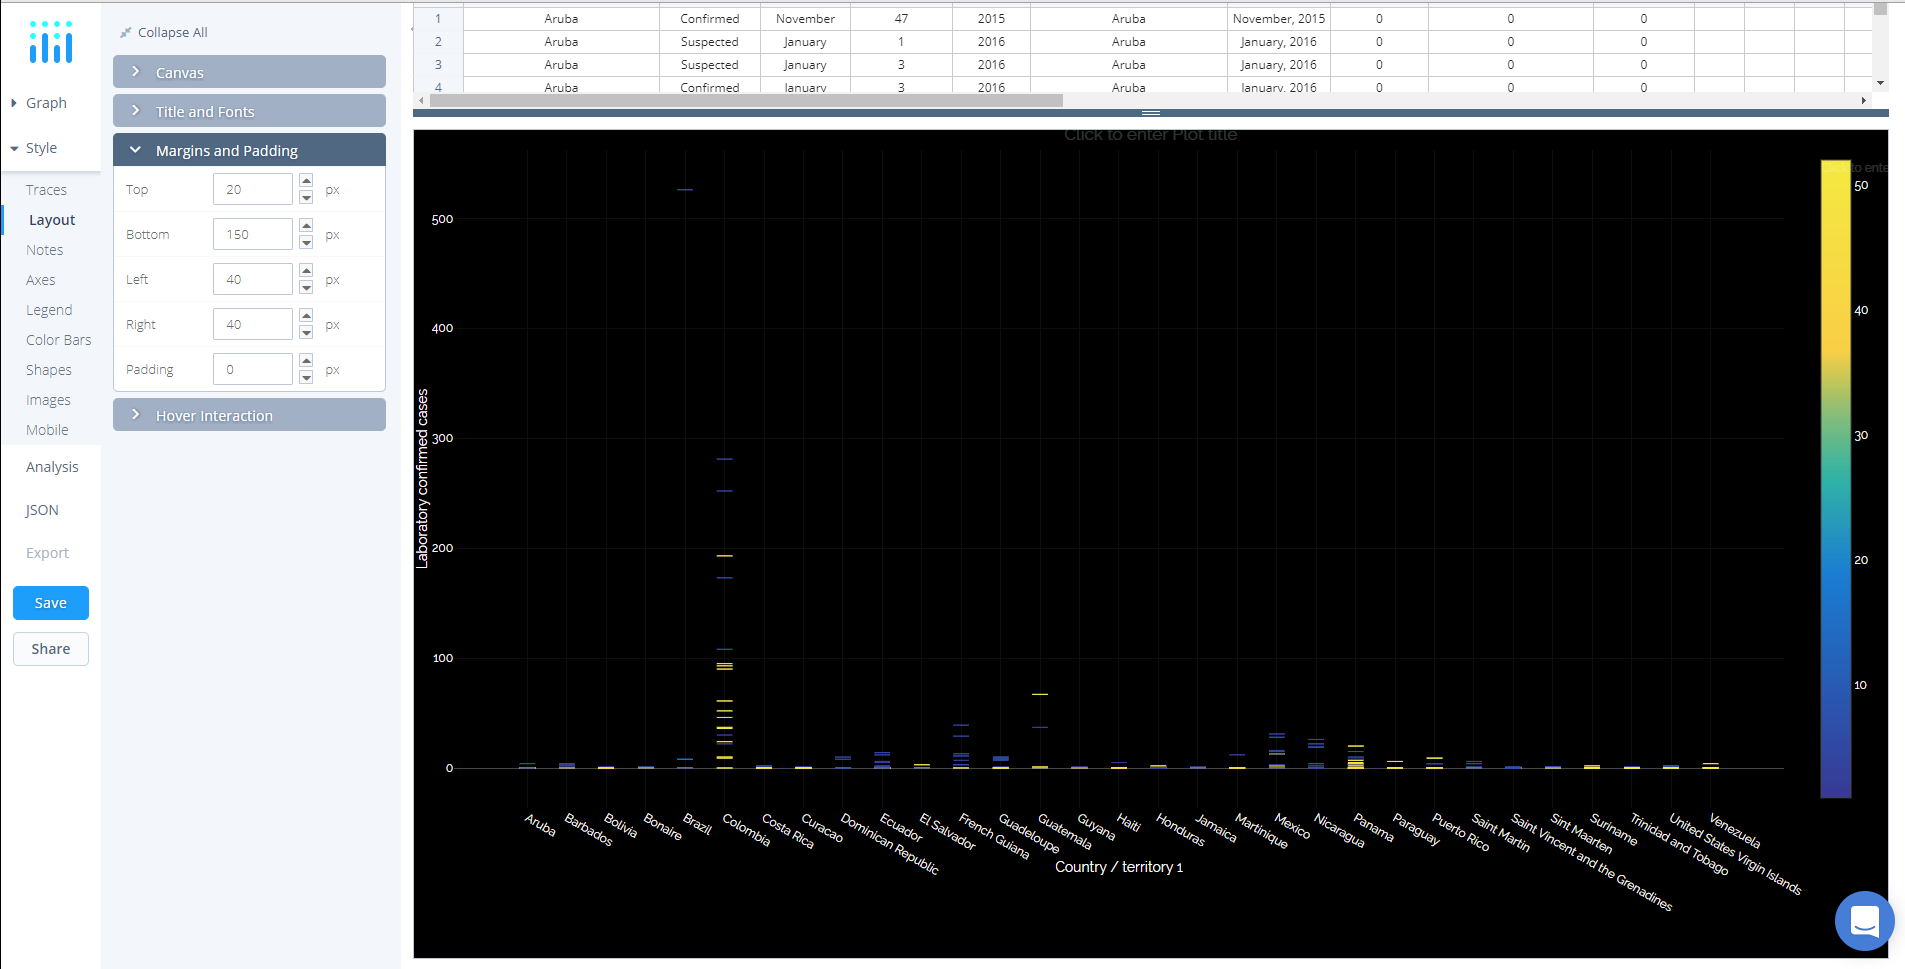 Collapse All
Canvas
Title and Fonts
Margins and Padding
Top 20 px
Bottom 150 px
Left 40 px
Right 40 px
Padding 0 px
Hover Interaction
Graph
Style
Traces
Layout
Notes
Axes
Legend
Color Bars
Shapes
Images
Mobile
Analysis
JSON
Export
Save
Share
1 Aruba Confirmed November 47 2015 Aruba November, 2015 0 0 0
2 Aruba Suspected January 1 2016 Aruba January, 2016 0 0 0
3 Aruba Suspected January 3 2016 Aruba January, 2016 0 0 0
4 Aruba Confirmed January 3 2016 Aruba January, 2016 0 0 0
Click to enter Plot title
500
400
300
200
100
0
Laboratory confirmed cases
Aruba
Barbados
Bolivia
Bonaire
Brazil
Colombia
Costa Rica
Curacao
Dominican Republic
Ecuador
El Salvador
French Guiana
Guadeloupe
Guatemala
Guyana
Haiti
Honduras
Jamaica
Martinique
Mexico
Nicaragua
Panama
Paraguay
Puerto Rico
Saint Martin
Saint Vincent and the Grenadines
Sint Maarten
Suriname
Trinidad and Tobago
United States Virgin Islands
Venezuela
Country / territory 1
to ente
50
40
30
20
10